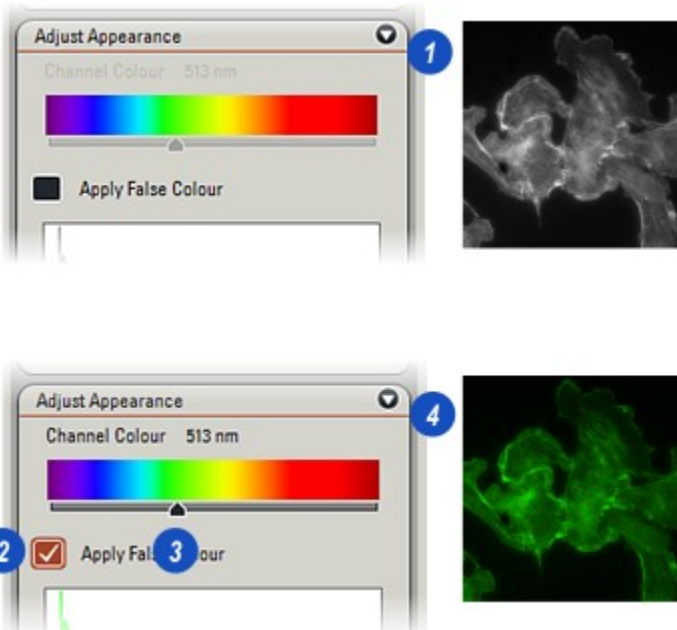 Adjust Appearance
1
Channel Colour 513 nm
Apply False Colour
Adjust Appearance
4
Channel Colour 513 nm
2
Apply Fal 3 our